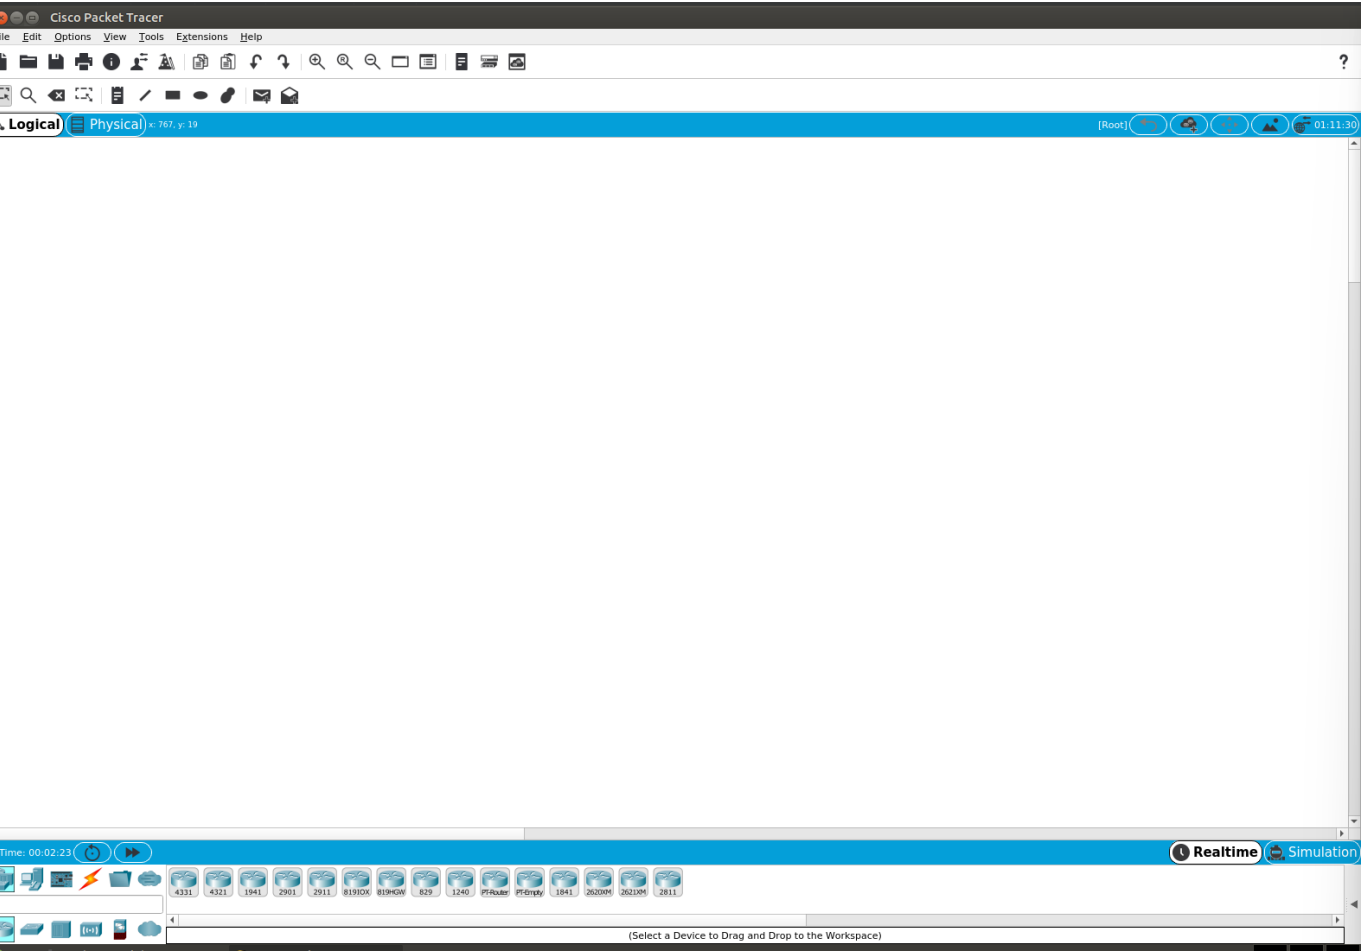 Cisco Packet Tracer
ile Edit Options View Tools Extensions Help
?
Logical Physical x: 767, y: 19 [Root] 01:11:30
Time: 00:02:23 Realtime Simulation
4331 4321 1941 2901 2911 819IOX 819HGW 829 1240 PT-Router PT-Empty 1841 2620XM 2621XM 2811
(Select a Device to Drag and Drop to the Workspace)